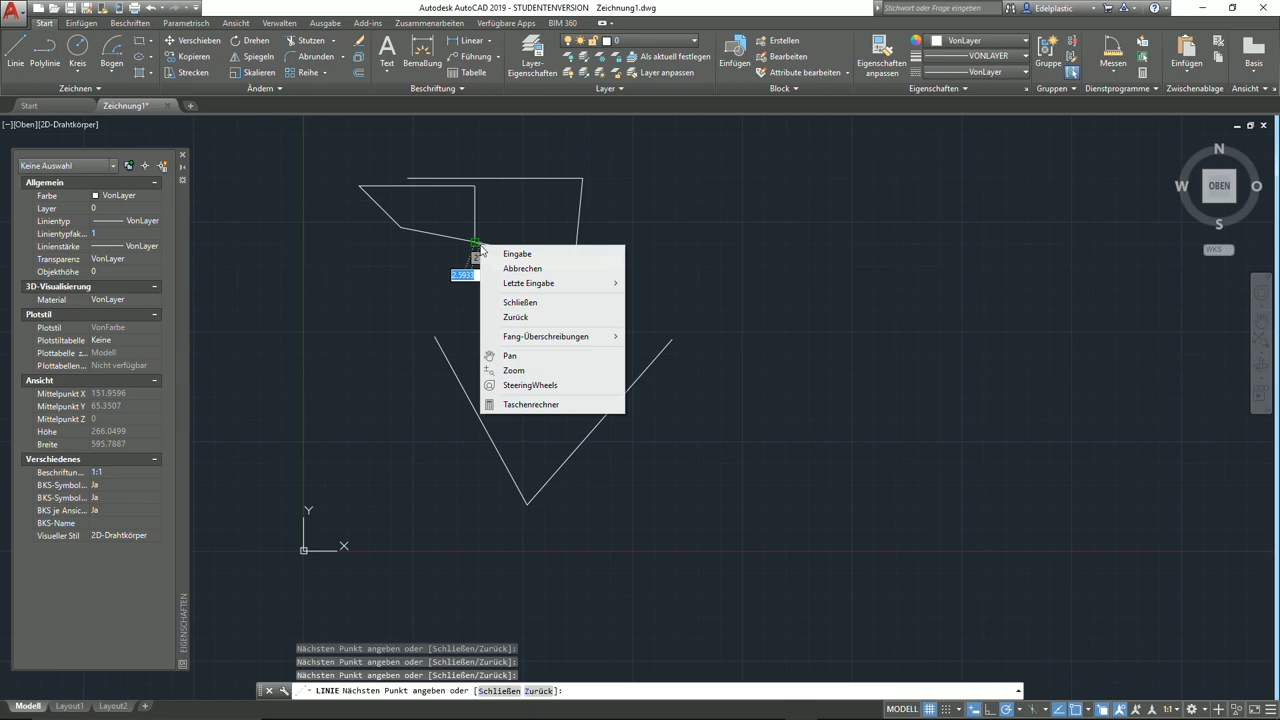 Autodesk AutoCAD 2019 - STUDENTENVERSION Zeichnung1.dwg
Stichwort oder Frage eingeben
Edelplastic
Start Einfügen Beschriften Parametrisch Ansicht Verwalten Ausgabe Add-ins Zusammenarbeiten Verfügbare Apps BIM 360
Linie Polylinie Kreis Bogen
Verschieben Drehen Stutzen
Kopieren Spiegeln Abrunden
Strecken Skalieren Reihe
Text Bemaßung
Linear
Führung
Tabelle
Layer-
Eigenschaften
0
Als aktuell festlegen
Layer anpassen
Einfügen
Erstellen
Bearbeiten
Attribute bearbeiten
Eigenschaften
anpassen
VonLayer
VONLAYER
VonLayer
Gruppe
Messen
Einfügen
Basis
Zeichnen Ändern Beschriftung Layer Block Eigenschaften Gruppen Dienstprogramme Zwischenablage Ansicht
Start Zeichnung1*
[−][Oben][2D-Drahtkörper]
Keine Auswahl
Allgemein
Farbe VonLayer
Layer 0
Linientyp VonLayer
Linientypfak... 1
Linienstärke VonLayer
Transparenz VonLayer
Objekthöhe 0
3D-Visualisierung
Material VonLayer
Plotstil
Plotstil VonFarbe
Plotstiltabelle Keine
Plottabelle z... Modell
Plottabellen... Nicht verfügbar
Ansicht
Mittelpunkt X 151.9596
Mittelpunkt Y 65.3507
Mittelpunkt Z 0
Höhe 266.0499
Breite 595.7887
Verschiedenes
Beschriftun... 1:1
BKS-Symbol... Ja
BKS-Symbol... Ja
BKS je Ansic... Ja
BKS-Name
Visueller Stil 2D-Drahtkörper
EIGENSCHAFTEN
2.5933
Eingabe
Abbrechen
Letzte Eingabe
Schließen
Zurück
Fang-Überschreibungen
Pan
Zoom
SteeringWheels
Taschenrechner
N
W OBEN O
S
WKS
Y
X
Nächsten Punkt angeben oder [Schließen/Zurück]:
Nächsten Punkt angeben oder [Schließen/Zurück]:
Nächsten Punkt angeben oder [Schließen/Zurück]:
LINIE Nächsten Punkt angeben oder [Schließen Zurück]:
Modell Layout1 Layout2
MODELL 1:1